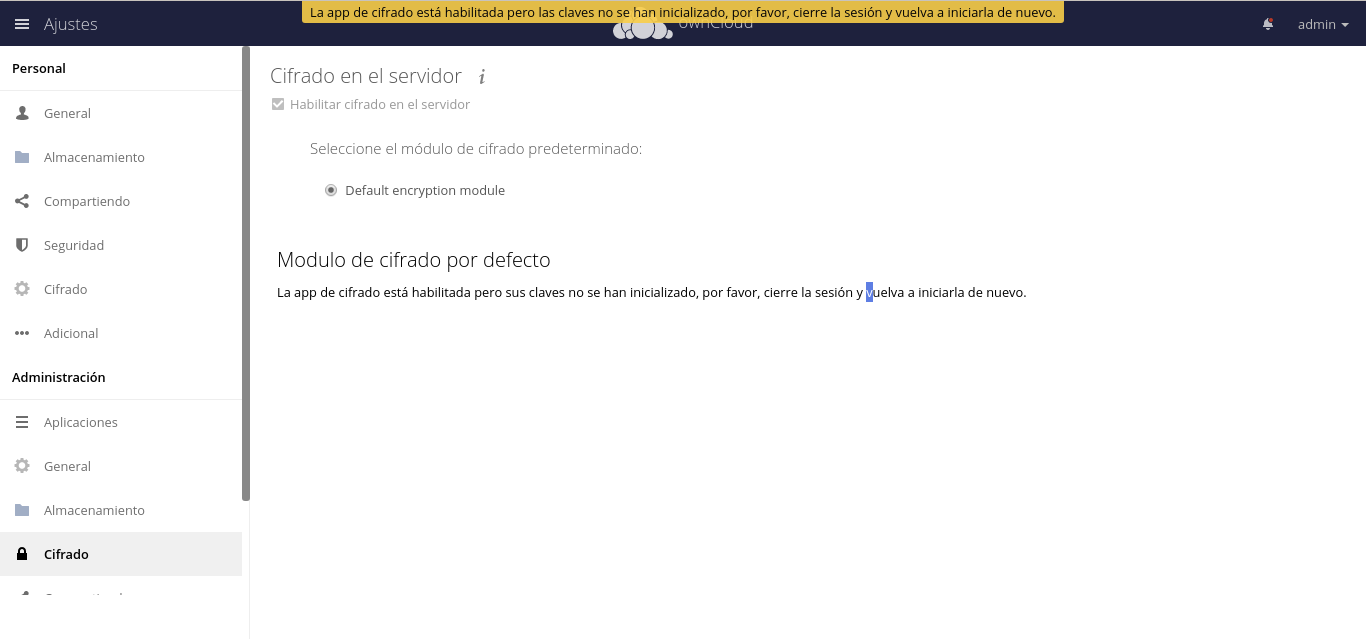 La app de cifrado está habilitada pero las claves no se han inicializado, por favor, cierre la sesión y vuelva a iniciarla de nuevo.
Ajustes
ownCloud
admin
Personal
General
Almacenamiento
Compartiendo
Seguridad
Cifrado
Adicional
Administración
Aplicaciones
General
Almacenamiento
Cifrado
Cifrado en el servidor i
Habilitar cifrado en el servidor
Seleccione el módulo de cifrado predeterminado:
Default encryption module
Modulo de cifrado por defecto
La app de cifrado está habilitada pero sus claves no se han inicializado, por favor, cierre la sesión y vuelva a iniciarla de nuevo.